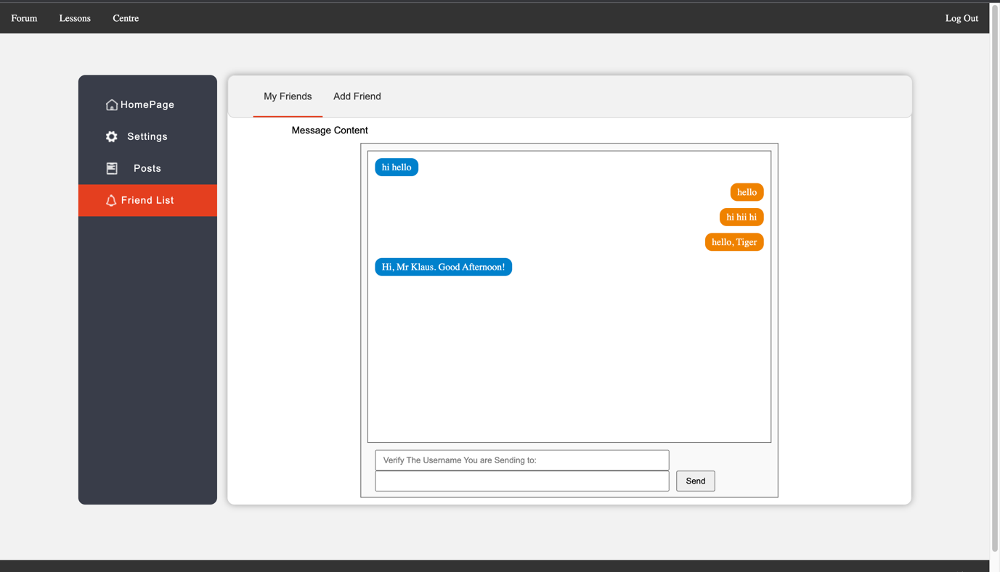 Forum Lessons Centre Log Out
HomePage
Settings
Posts
Friend List
My Friends Add Friend
Message Content
hi hello
hello
hi hii hi
hello, Tiger
Hi, Mr Klaus. Good Afternoon!
Verify The Username You are Sending to:
Send